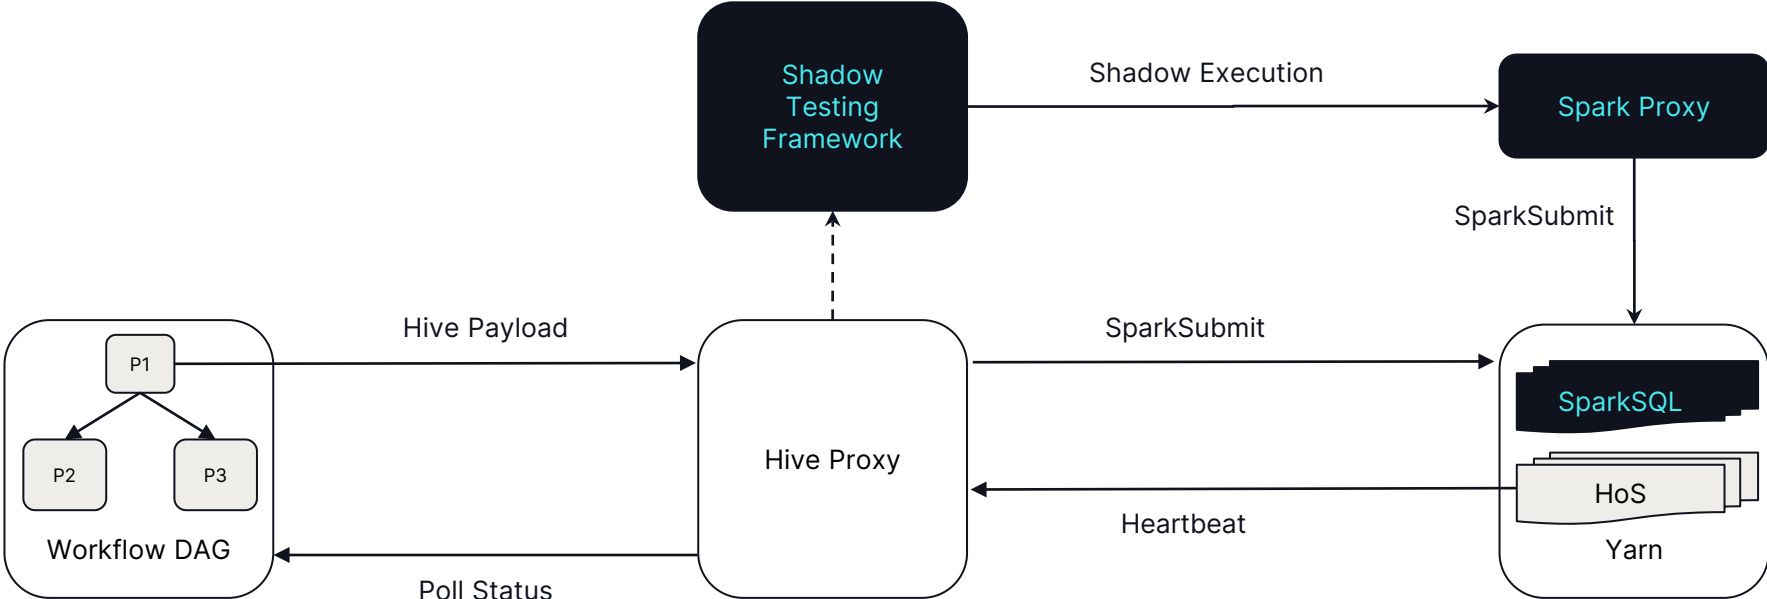 Shadow
Testing
Framework
Shadow Execution
Spark Proxy
SparkSubmit
Hive Payload
SparkSubmit
P1
P2
P3
Workflow DAG
Hive Proxy
SparkSQL
HoS
Yarn
Heartbeat
Poll Status